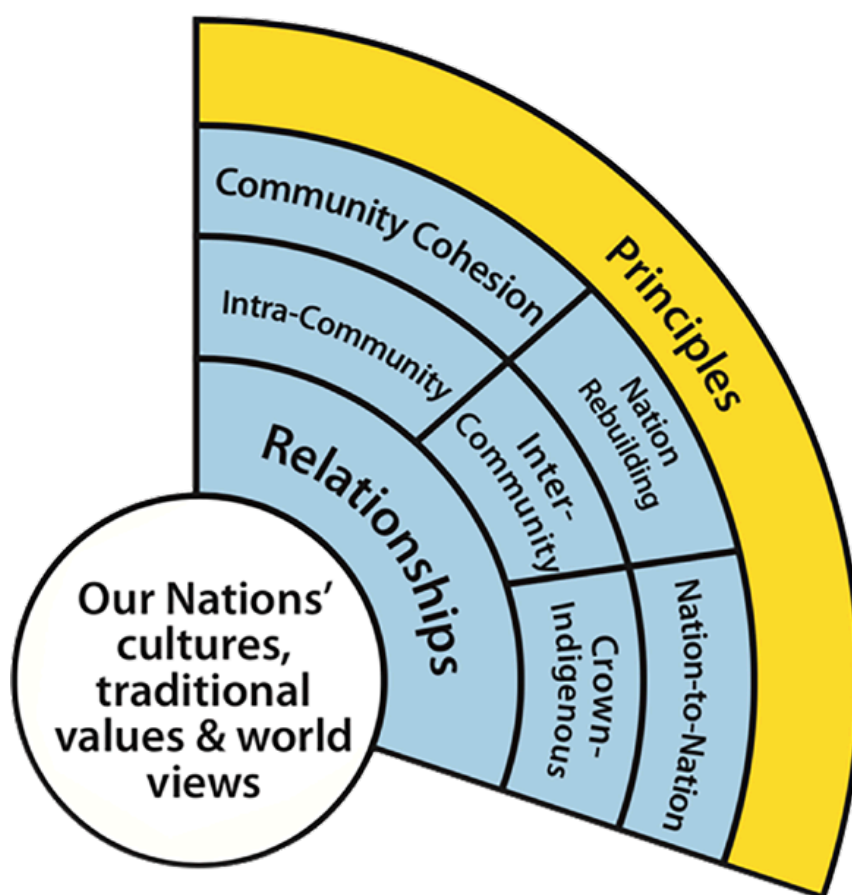 Principles
Community Cohesion
Nation
Rebuilding
Nation-to-Nation
Intra-Community
Inter-
Community
Crown-
Indigenous
Relationships
Our Nations’
cultures,
traditional
values & world
views